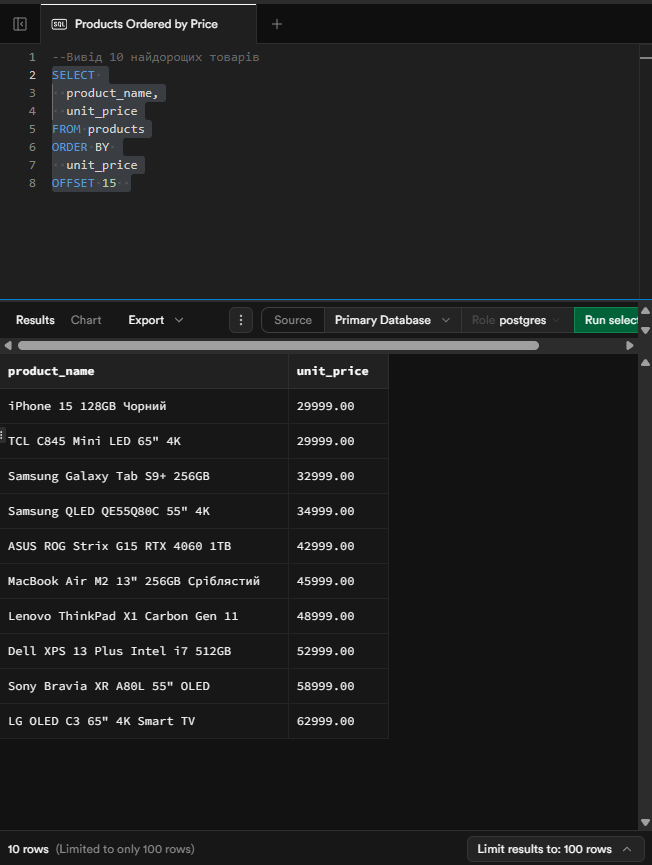 SQL Products Ordered by Price +
1 --Вивід 10 найдорощих товарів
2 SELECT
3 product_name,
4 unit_price
5 FROM products
6 ORDER BY
7 unit_price
8 OFFSET 15
Results Chart Export Source Primary Database Role postgres Run select
product_name unit_price
iPhone 15 128GB Чорний 29999.00
TCL C845 Mini LED 65" 4K 29999.00
Samsung Galaxy Tab S9+ 256GB 32999.00
Samsung QLED QE55Q80C 55" 4K 34999.00
ASUS ROG Strix G15 RTX 4060 1TB 42999.00
MacBook Air M2 13" 256GB Сріблястий 45999.00
Lenovo ThinkPad X1 Carbon Gen 11 48999.00
Dell XPS 13 Plus Intel i7 512GB 52999.00
Sony Bravia XR A80L 55" OLED 58999.00
LG OLED C3 65" 4K Smart TV 62999.00
10 rows (Limited to only 100 rows) Limit results to: 100 rows